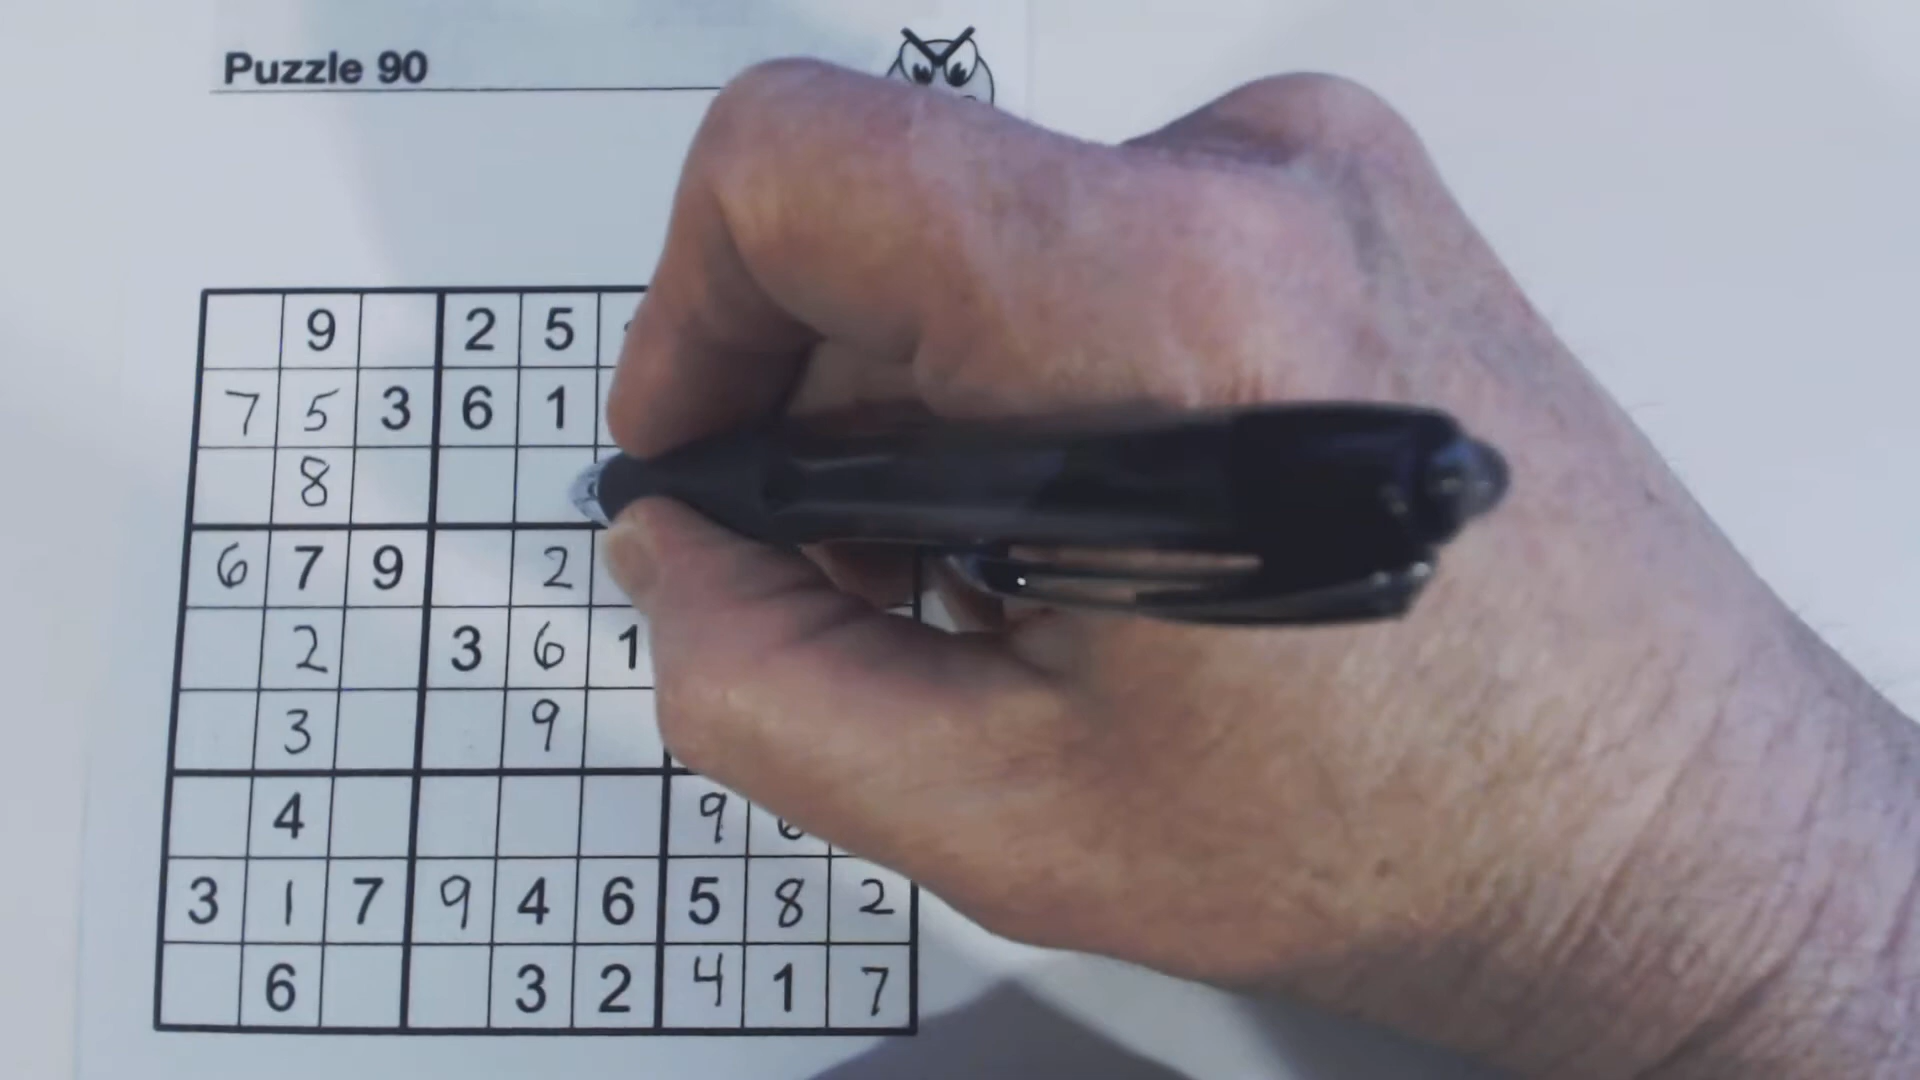 Puzzle 90
9 2 5
7 5 3 6 1
8
6 7 9 2
2 3 6 1
3 9
4 9 6
3 1 7 9 4 6 5 8 2
6 3 2 4 1 7